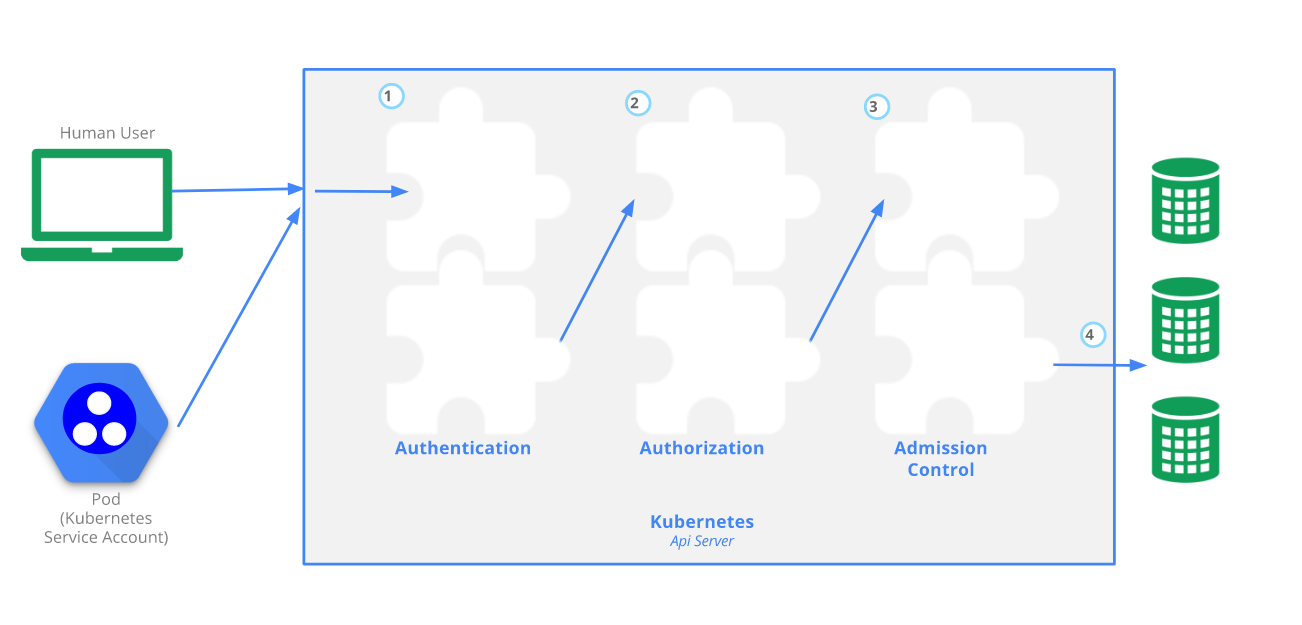 1
2
3
Human User
4
Authentication
Authorization
Admission
Control
Pod
(Kubernetes
Service Account)
Kubernetes
Api Server